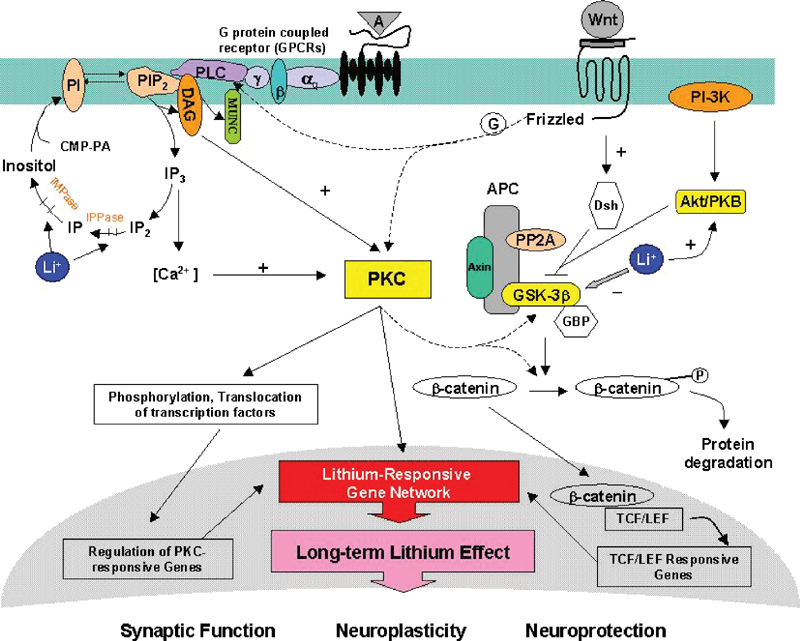 G protein coupled
receptor (GPCRs)
A
Wnt
PI
PIP2
PLC
γ
β
αq
DAG
MUNC
G
Frizzled
PI-3K
CMP-PA
Inositol
IP3
+
+
APC
Dsh
Akt/PKB
IMPase
IPPase
IP
IP2
PP2A
Li+
[Ca2+]
+
PKC
Axin
GSK-3β
Li+
+
–
GBP
Phosphorylation, Translocation
of transcription factors
β-catenin
β-catenin
P
Protein
degradation
Lithium-Responsive
Gene Network
β-catenin
TCF/LEF
Regulation of PKC-
responsive Genes
Long-term Lithium Effect
TCF/LEF Responsive
Genes
Synaptic Function
Neuroplasticity
Neuroprotection